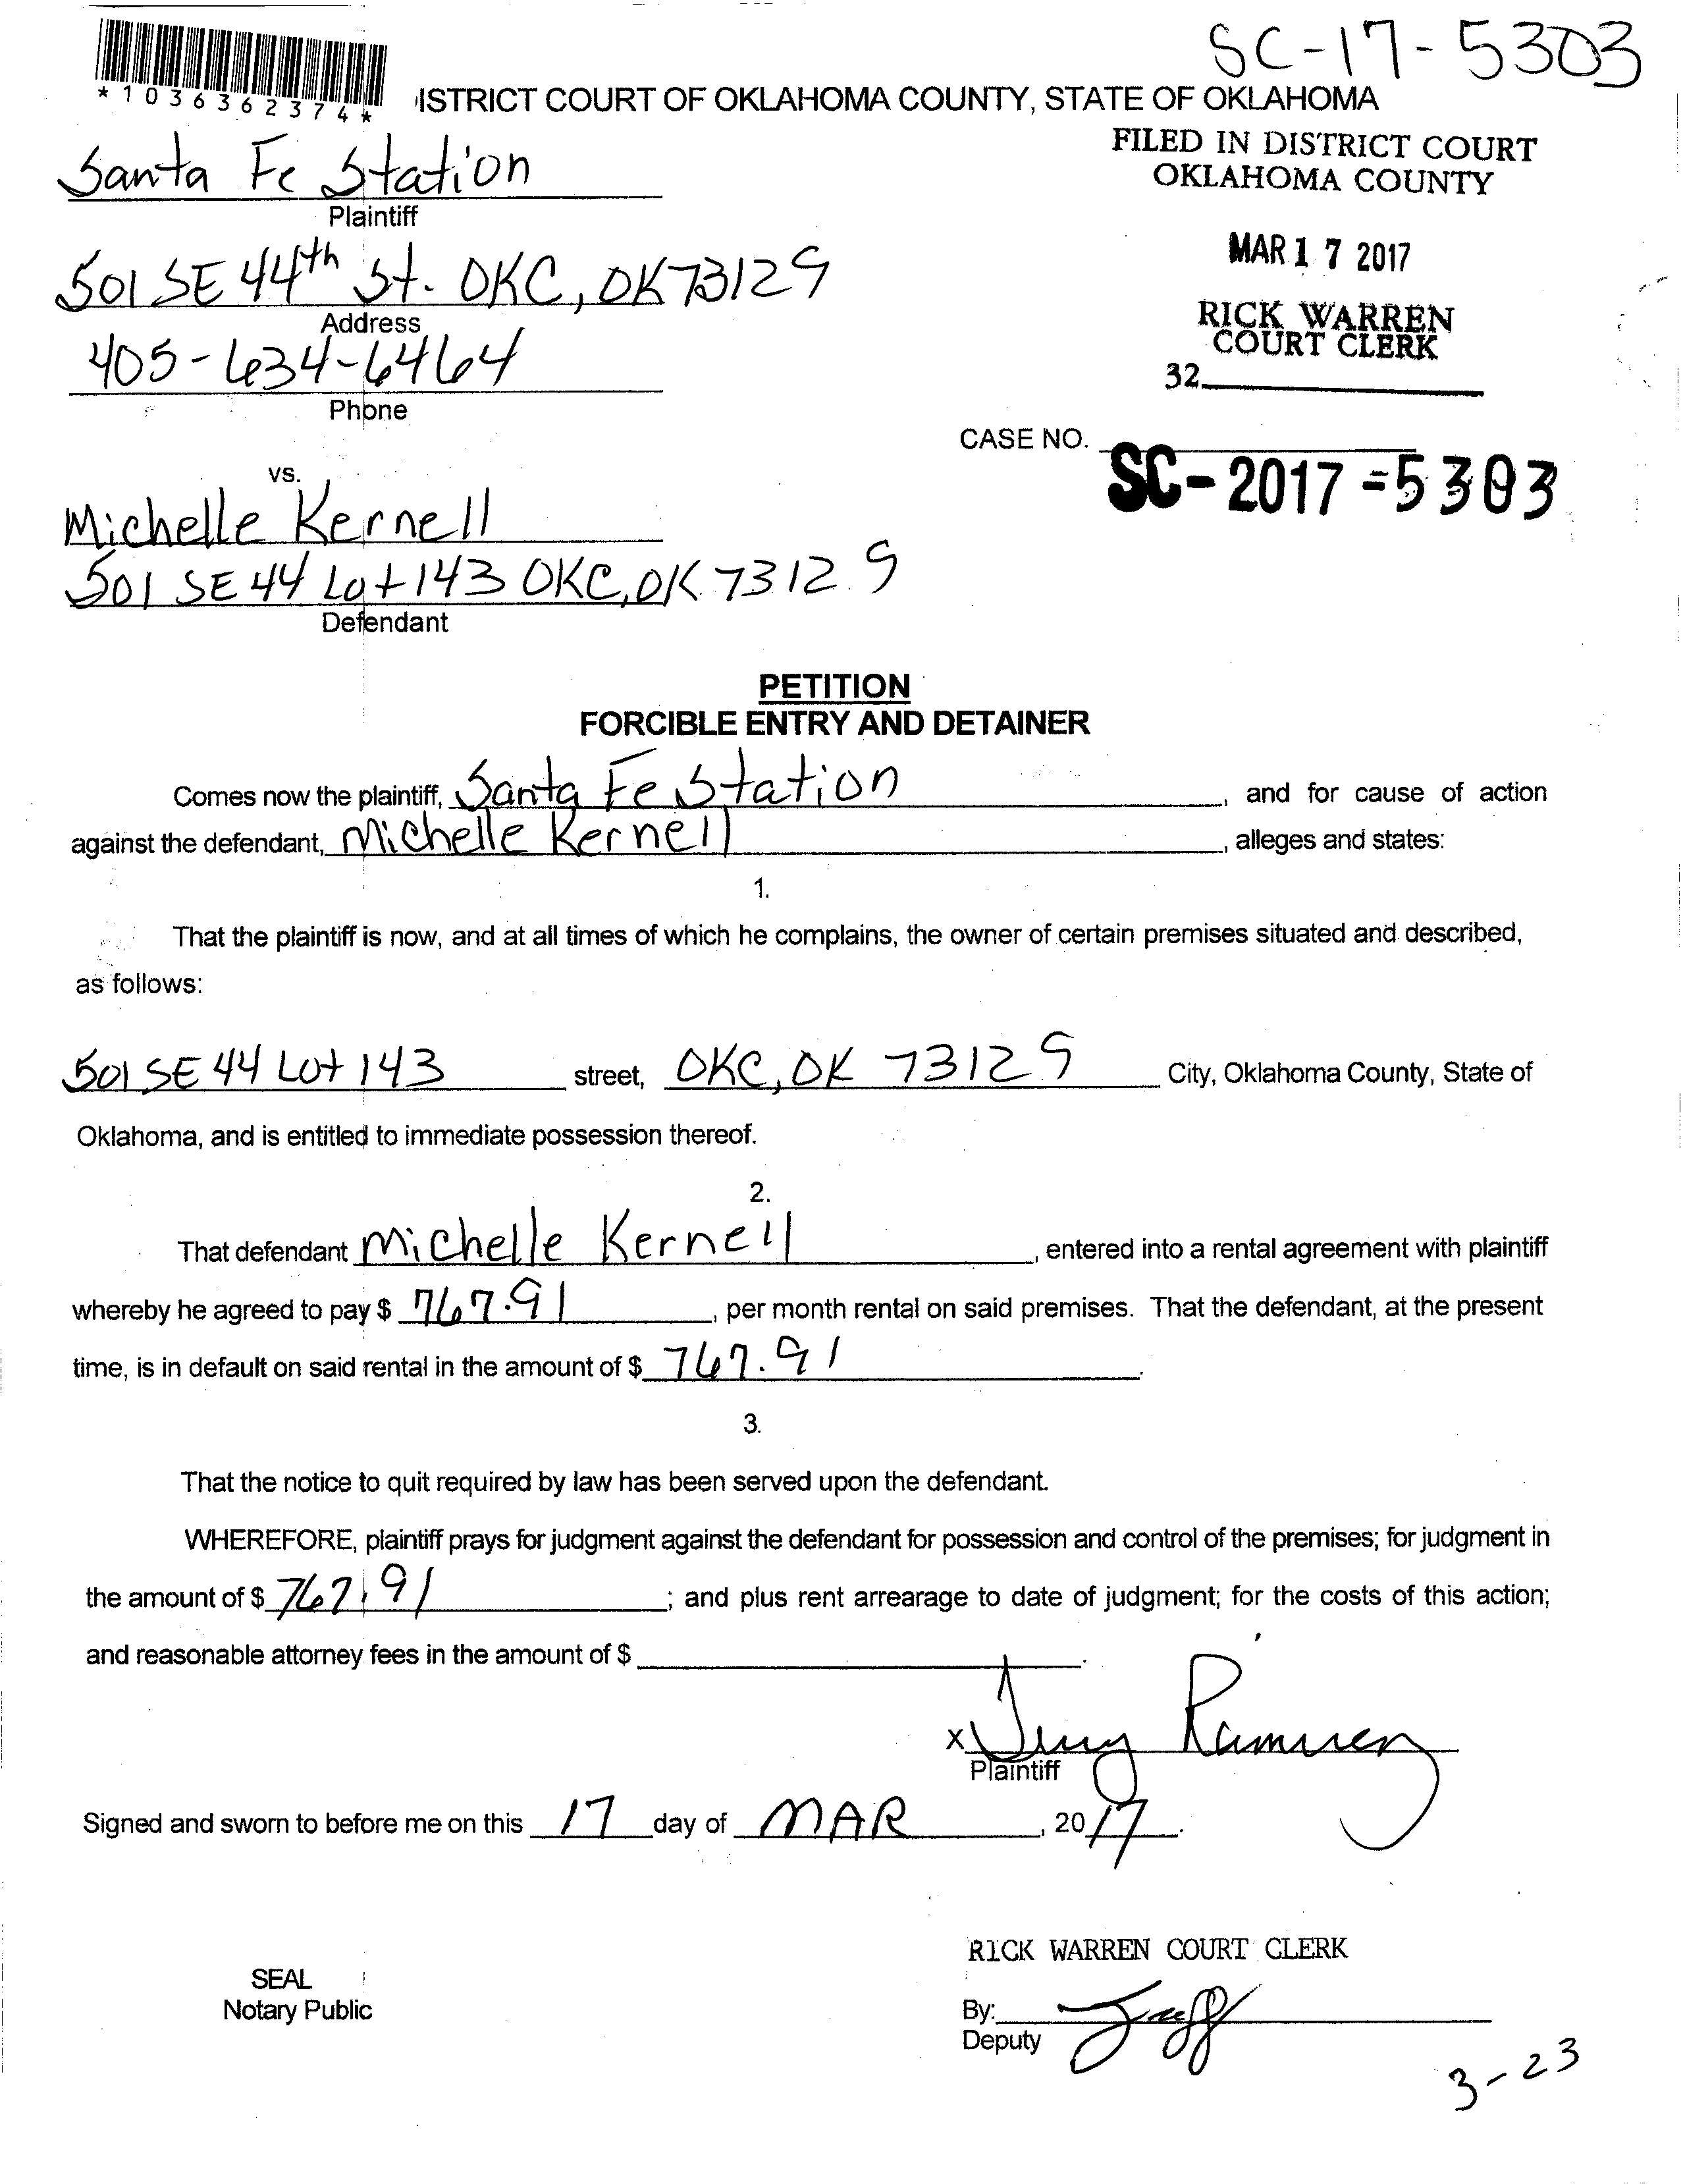 SC-17-5303
*1036362374*
ISTRICT COURT OF OKLAHOMA COUNTY, STATE OF OKLAHOMA
FILED IN DISTRICT COURT
OKLAHOMA COUNTY
Santa Fe Station
Plaintiff
MAR 17 2017
501 SE 44th St. OKC, OK 73129
Address
RICK WARREN
COURT CLERK
405-634-6464
32
Phone
CASE NO.
SC-2017-5303
vs.
Michelle Kernell
501 SE 44 Lot 143 OKC, OK 73129
Defendant
PETITION
FORCIBLE ENTRY AND DETAINER
Comes now the plaintiff, Santa Fe Station, and for cause of action
against the defendant, Michelle Kernell, alleges and states:
1.
That the plaintiff is now, and at all times of which he complains, the owner of certain premises situated and described,
as follows:
501 SE 44 Lot 143 street, OKC, OK 73129 City, Oklahoma County, State of
Oklahoma, and is entitled to immediate possession thereof.
2.
That defendant Michelle Kernell, entered into a rental agreement with plaintiff
whereby he agreed to pay $ 767.91, per month rental on said premises. That the defendant, at the present
time, is in default on said rental in the amount of $ 767.91.
3.
That the notice to quit required by law has been served upon the defendant.
WHEREFORE, plaintiff prays for judgment against the defendant for possession and control of the premises; for judgment in
the amount of $ 767.91; and plus rent arrearage to date of judgment; for the costs of this action;
and reasonable attorney fees in the amount of $ .
x Ramirez
Plaintiff
Signed and sworn to before me on this 17 day of MAR, 2017.
RICK WARREN COURT CLERK
SEAL
Notary Public
By:
Deputy
3-23